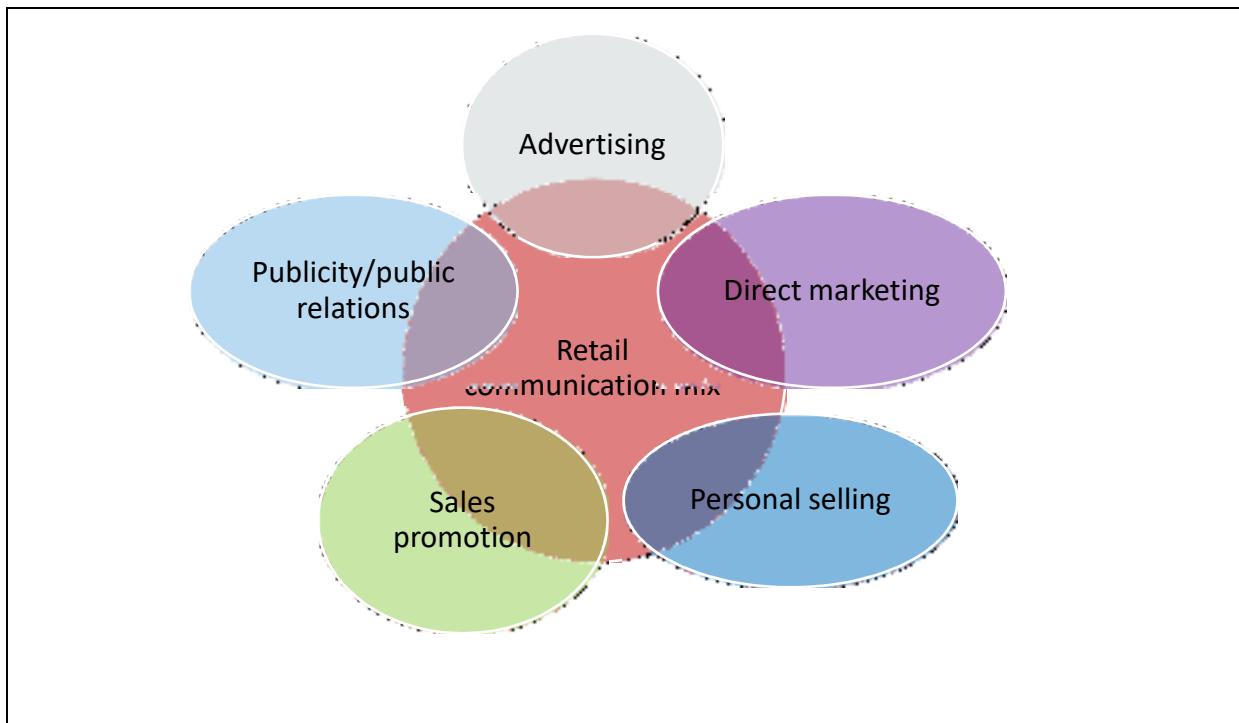 Advertising
Publicity/public
relations
Direct marketing
Retail
communication mix
Sales
promotion
Personal selling